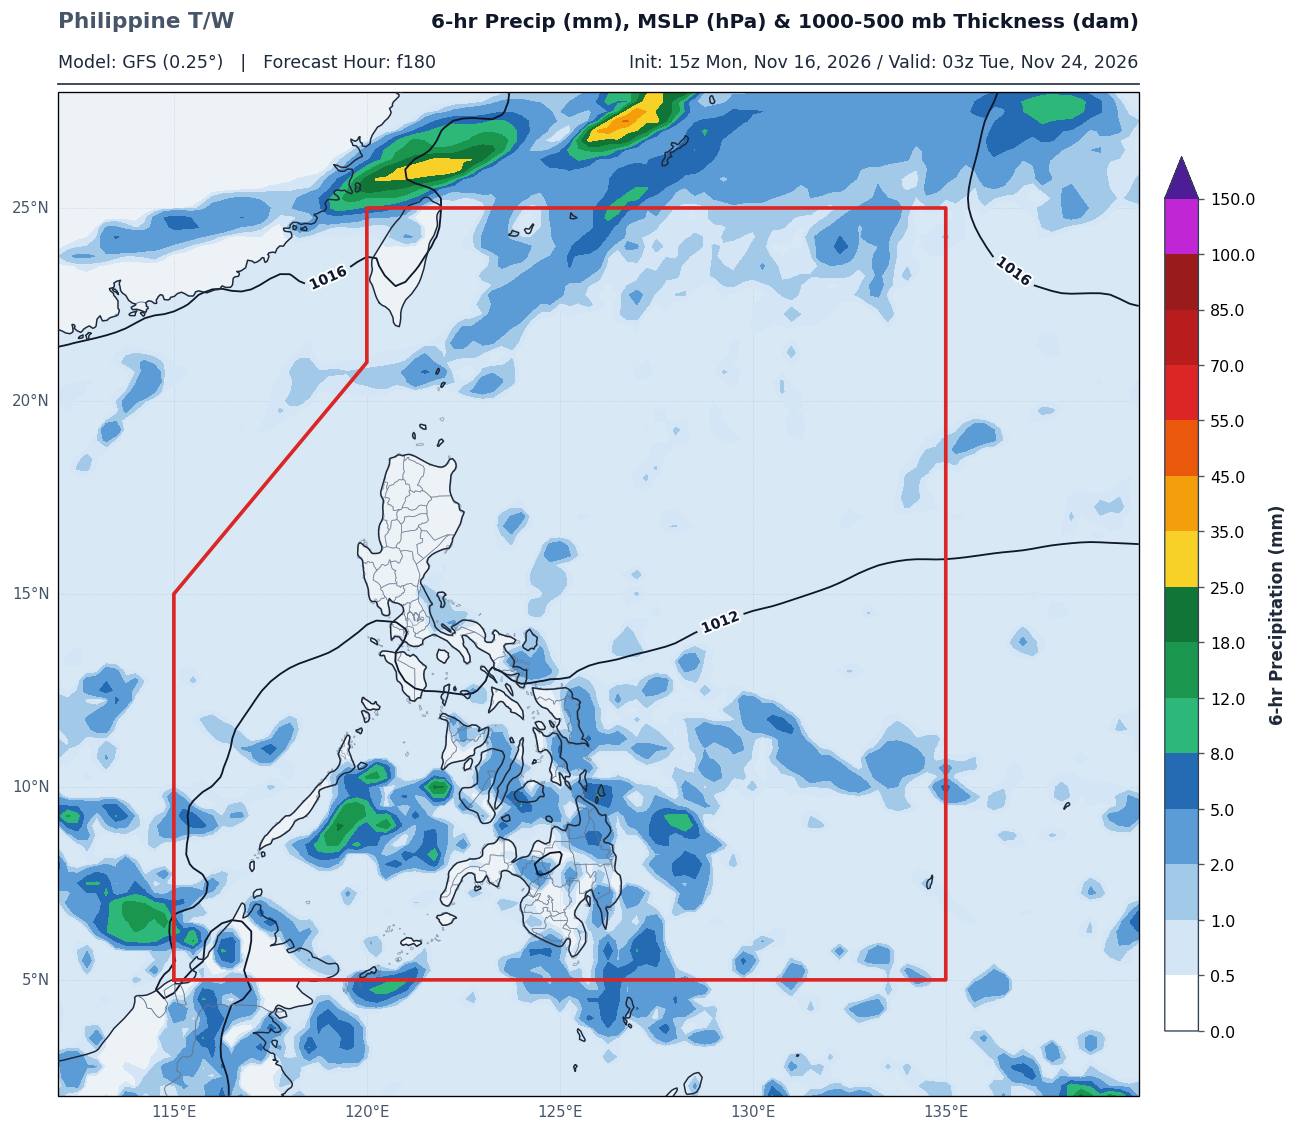 Philippine T/W
6-hr Precip (mm), MSLP (hPa) & 1000-500 mb Thickness (dam)
Model: GFS (0.25°) | Forecast Hour: f180
Init: 15z Mon, Nov 16, 2026 / Valid: 03z Tue, Nov 24, 2026
25°N
20°N
15°N
10°N
5°N
1016
1016
1012
115°E
120°E
125°E
130°E
135°E
150.0
100.0
85.0
70.0
55.0
45.0
35.0
25.0
18.0
12.0
8.0
5.0
2.0
1.0
0.5
0.0
6-hr Precipitation (mm)